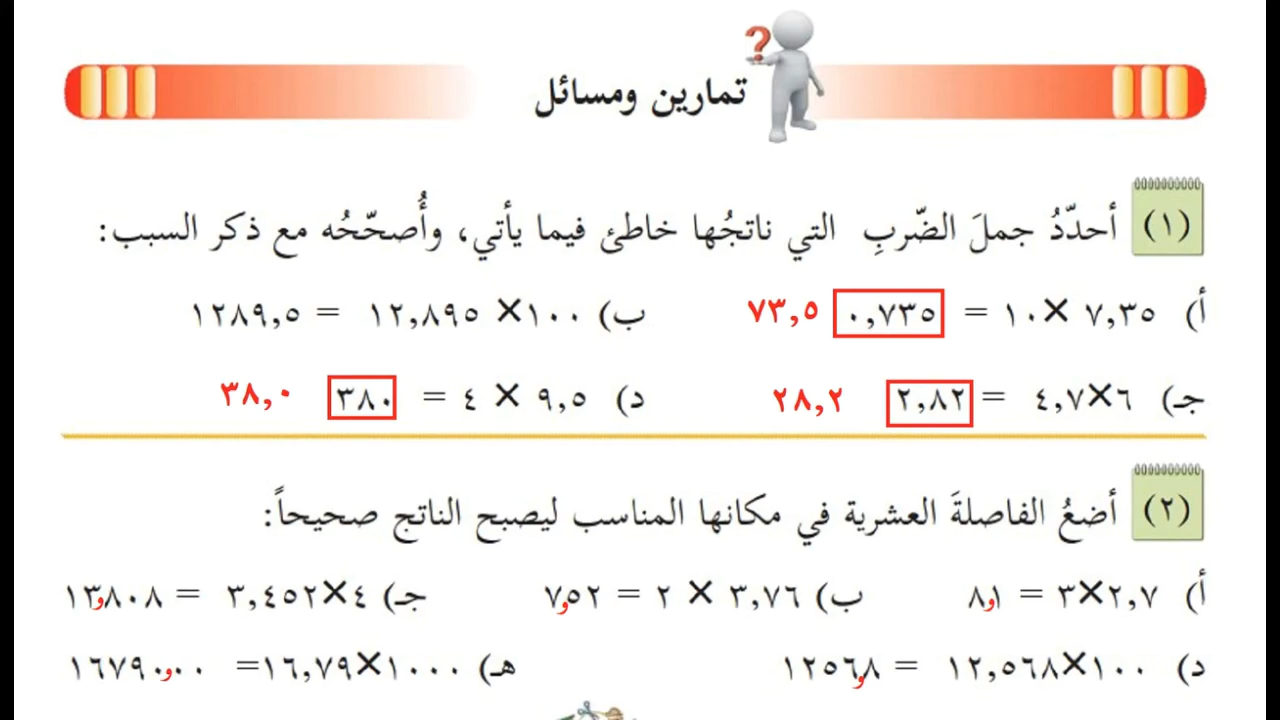 ?
تمارين ومسائل
(١) أحدّدُ جملَ الضّربِ التي ناتجُها خاطئ فيما يأتي، وأُصحّحُه مع ذكر السبب:
أ) ٧,٣٥ ×١٠ = ٠,٧٣٥ ٧٣,٥ ب) ١٠٠× ١٢,٨٩٥ = ١٢٨٩,٥
جـ) ٦×٤,٧ = ٢,٨٢ ٢٨,٢ د) ٩,٥ × ٤ = ٣٨٠ ٣٨,٠
(٢) أضعُ الفاصلةَ العشرية في مكانها المناسب ليصبح الناتج صحيحاً:
أ) ٢,٧×٣ = ٨,١ ب) ٣,٧٦ × ٢ = ٧,٥٢ جـ) ٤×٣,٤٥٢ = ١٣,٨٠٨
د) ١٠٠×١٢,٥٦٨ = ١٢٥٦,٨ هـ) ١٠٠٠×١٦,٧٩ = ١٦٧٩٠,٠٠